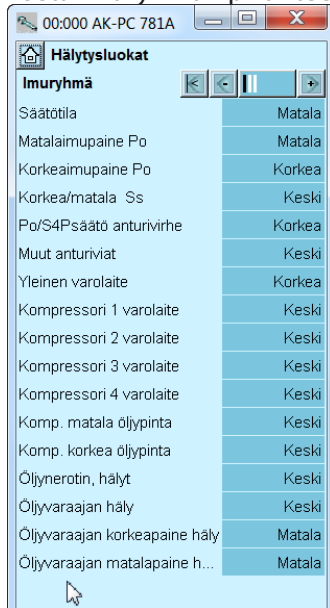 00:000 AK-PC 781A
Hälytysluokat
Imuryhmä
Säätötila Matala
Matalaimupaine Po Matala
Korkeaimupaine Po Korkea
Korkea/matala Ss Keski
Po/S4Psäätö anturivirhe Korkea
Muut anturiviat Keski
Yleinen varolaite Korkea
Kompressori 1 varolaite Keski
Kompressori 2 varolaite Keski
Kompressori 3 varolaite Keski
Kompressori 4 varolaite Keski
Komp. matala öljypinta Keski
Komp. korkea öljypinta Keski
Öljynerotin, hälyt Keski
Öljyvaraajan häly Keski
Öljyvaraajan korkeapaine häly Matala
Öljyvaraajan matalapaine h... Matala